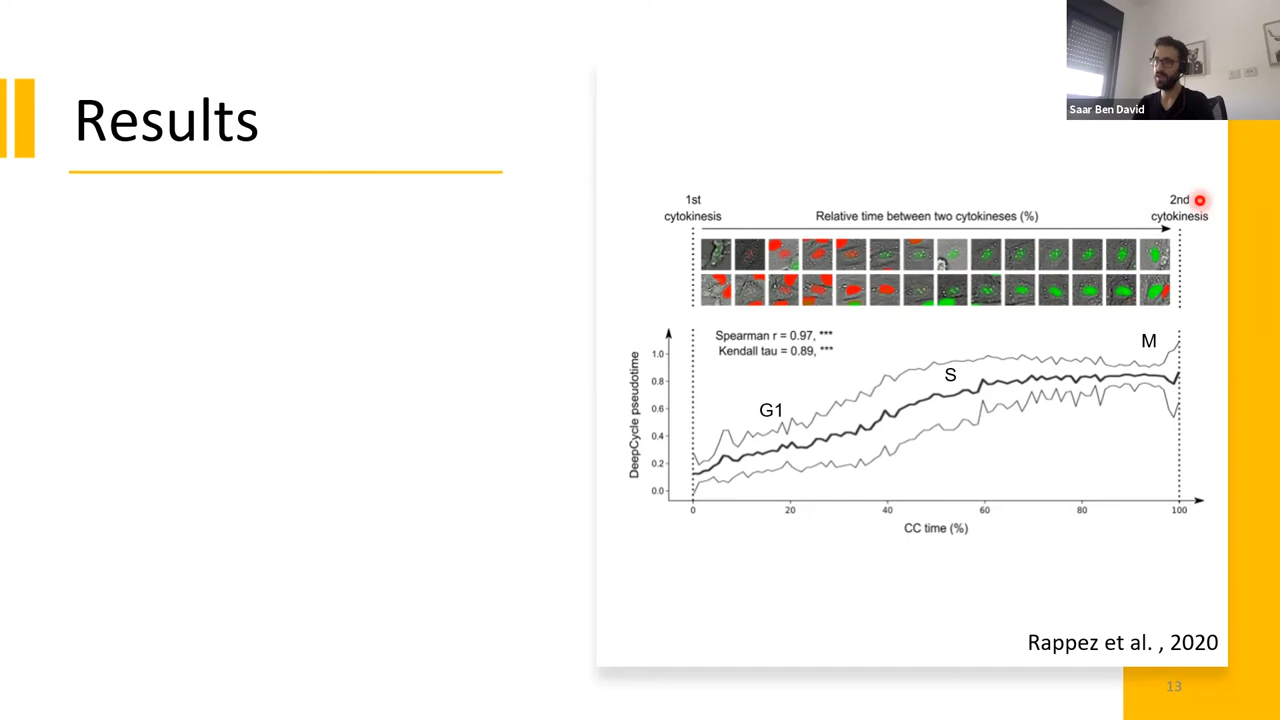 Saar Ben David
Results
1st
cytokinesis
Relative time between two cytokineses (%)
2nd
cytokinesis
Spearman r = 0.97, ***
Kendall tau = 0.89, ***
M
S
G1
DeepCycle pseudotime
1.0
0.8
0.6
0.4
0.2
0.0
0
20
40
60
80
100
CC time (%)
Rappez et al. , 2020
13